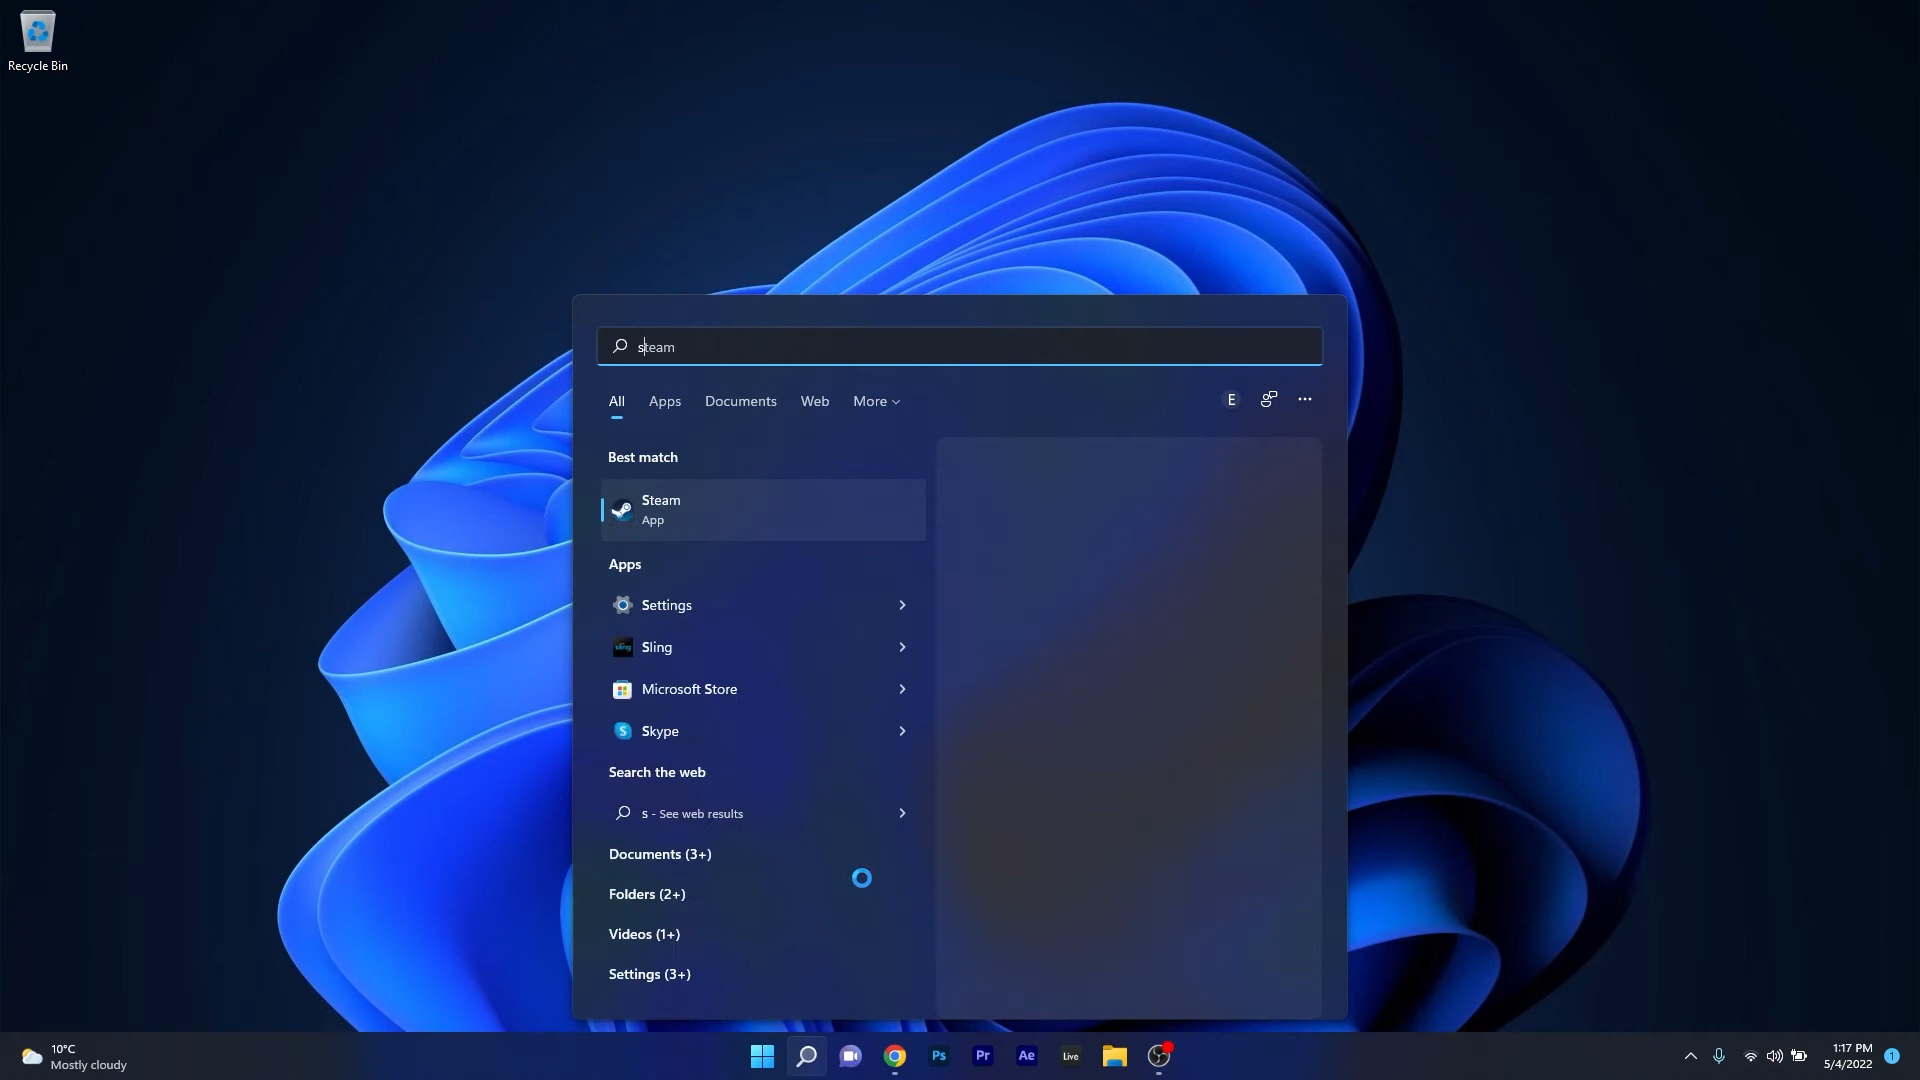 Recycle Bin
steam
All Apps Documents Web More E
Best match
Steam
App
Apps
Settings
sling Sling
Microsoft Store
S Skype
Search the web
s - See web results
Documents (3+)
Folders (2+)
Videos (1+)
Settings (3+)
10°C
Mostly cloudy
Ps Pr Ae Live
1:17 PM
5/4/2022
1